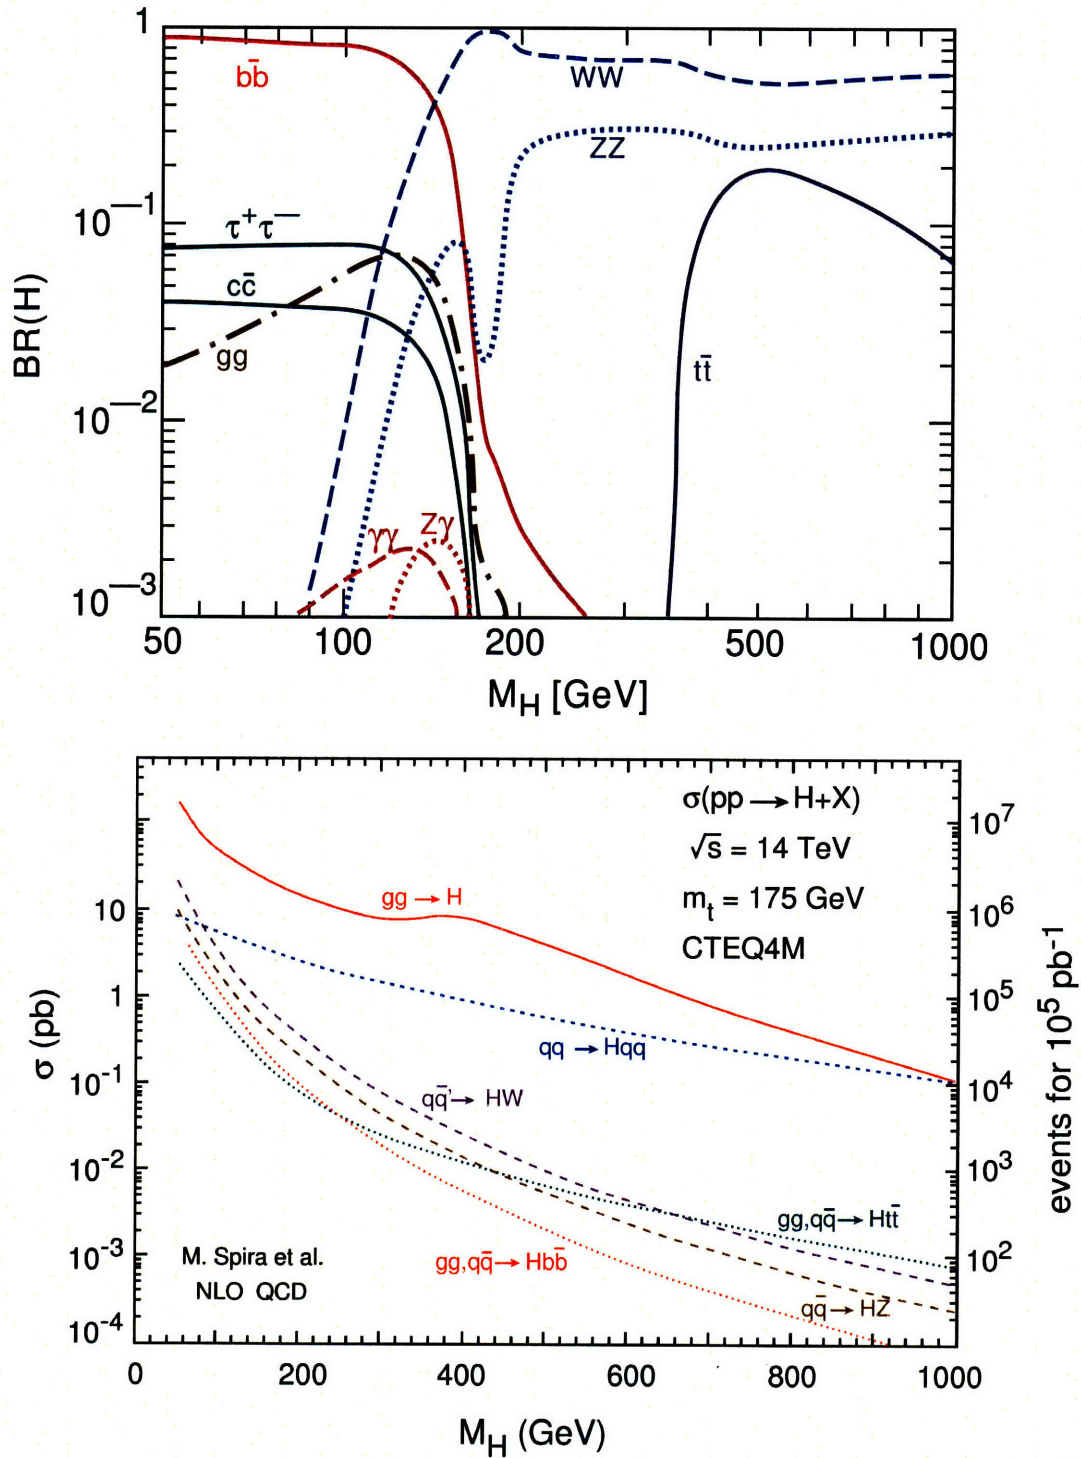 1
10⁻¹
10⁻²
10⁻³
BR(H)
bb̄
τ⁺τ⁻
cc̄
gg
γγ
Zγ
WW
ZZ
tt̄
50 100 200 500 1000
M_H [GeV]
σ(pp → H+X)
√s = 14 TeV
m_t = 175 GeV
CTEQ4M
gg → H
qq → Hqq
qq̄' → HW
gg,qq̄ → Htt̄
gg,qq̄ → Hbb̄
qq̄ → HZ
M. Spira et al.
NLO QCD
σ (pb)
10
1
10⁻¹
10⁻²
10⁻³
10⁻⁴
events for 10⁵ pb⁻¹
10⁷
10⁶
10⁵
10⁴
10³
10²
0 200 400 600 800 1000
M_H (GeV)